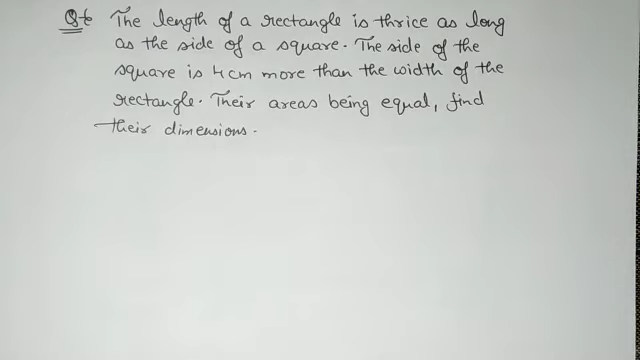 Q6 The length of a rectangle is thrice as long
as the side of a square. The side of the
square is 4 cm more than the width of the
rectangle. Their areas being equal, find
their dimensions.